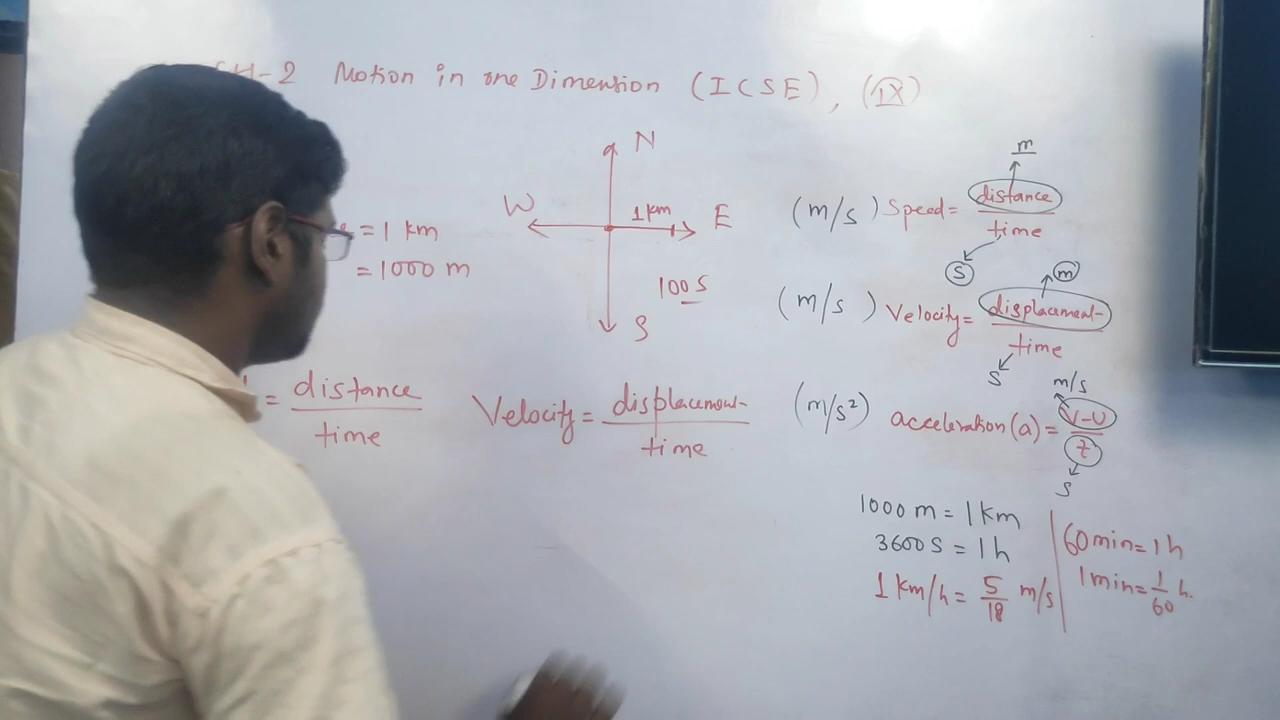 CH-2 Motion in one Dimension (ICSE), (IX)
N
W
1km
E
S
100 S
= 1 km
= 1000 m
= distance
time
Velocity = displacement
time
m
(m/s) Speed = distance
time
S
m
(m/s) Velocity = displacement
time
S
m/s
(m/s²) acceleration (a) = V-U
t
S
1000 m = 1 km
3600 S = 1 h
1 km/h = 5/18 m/s
60 min = 1 h
1 min = 1/60 h.